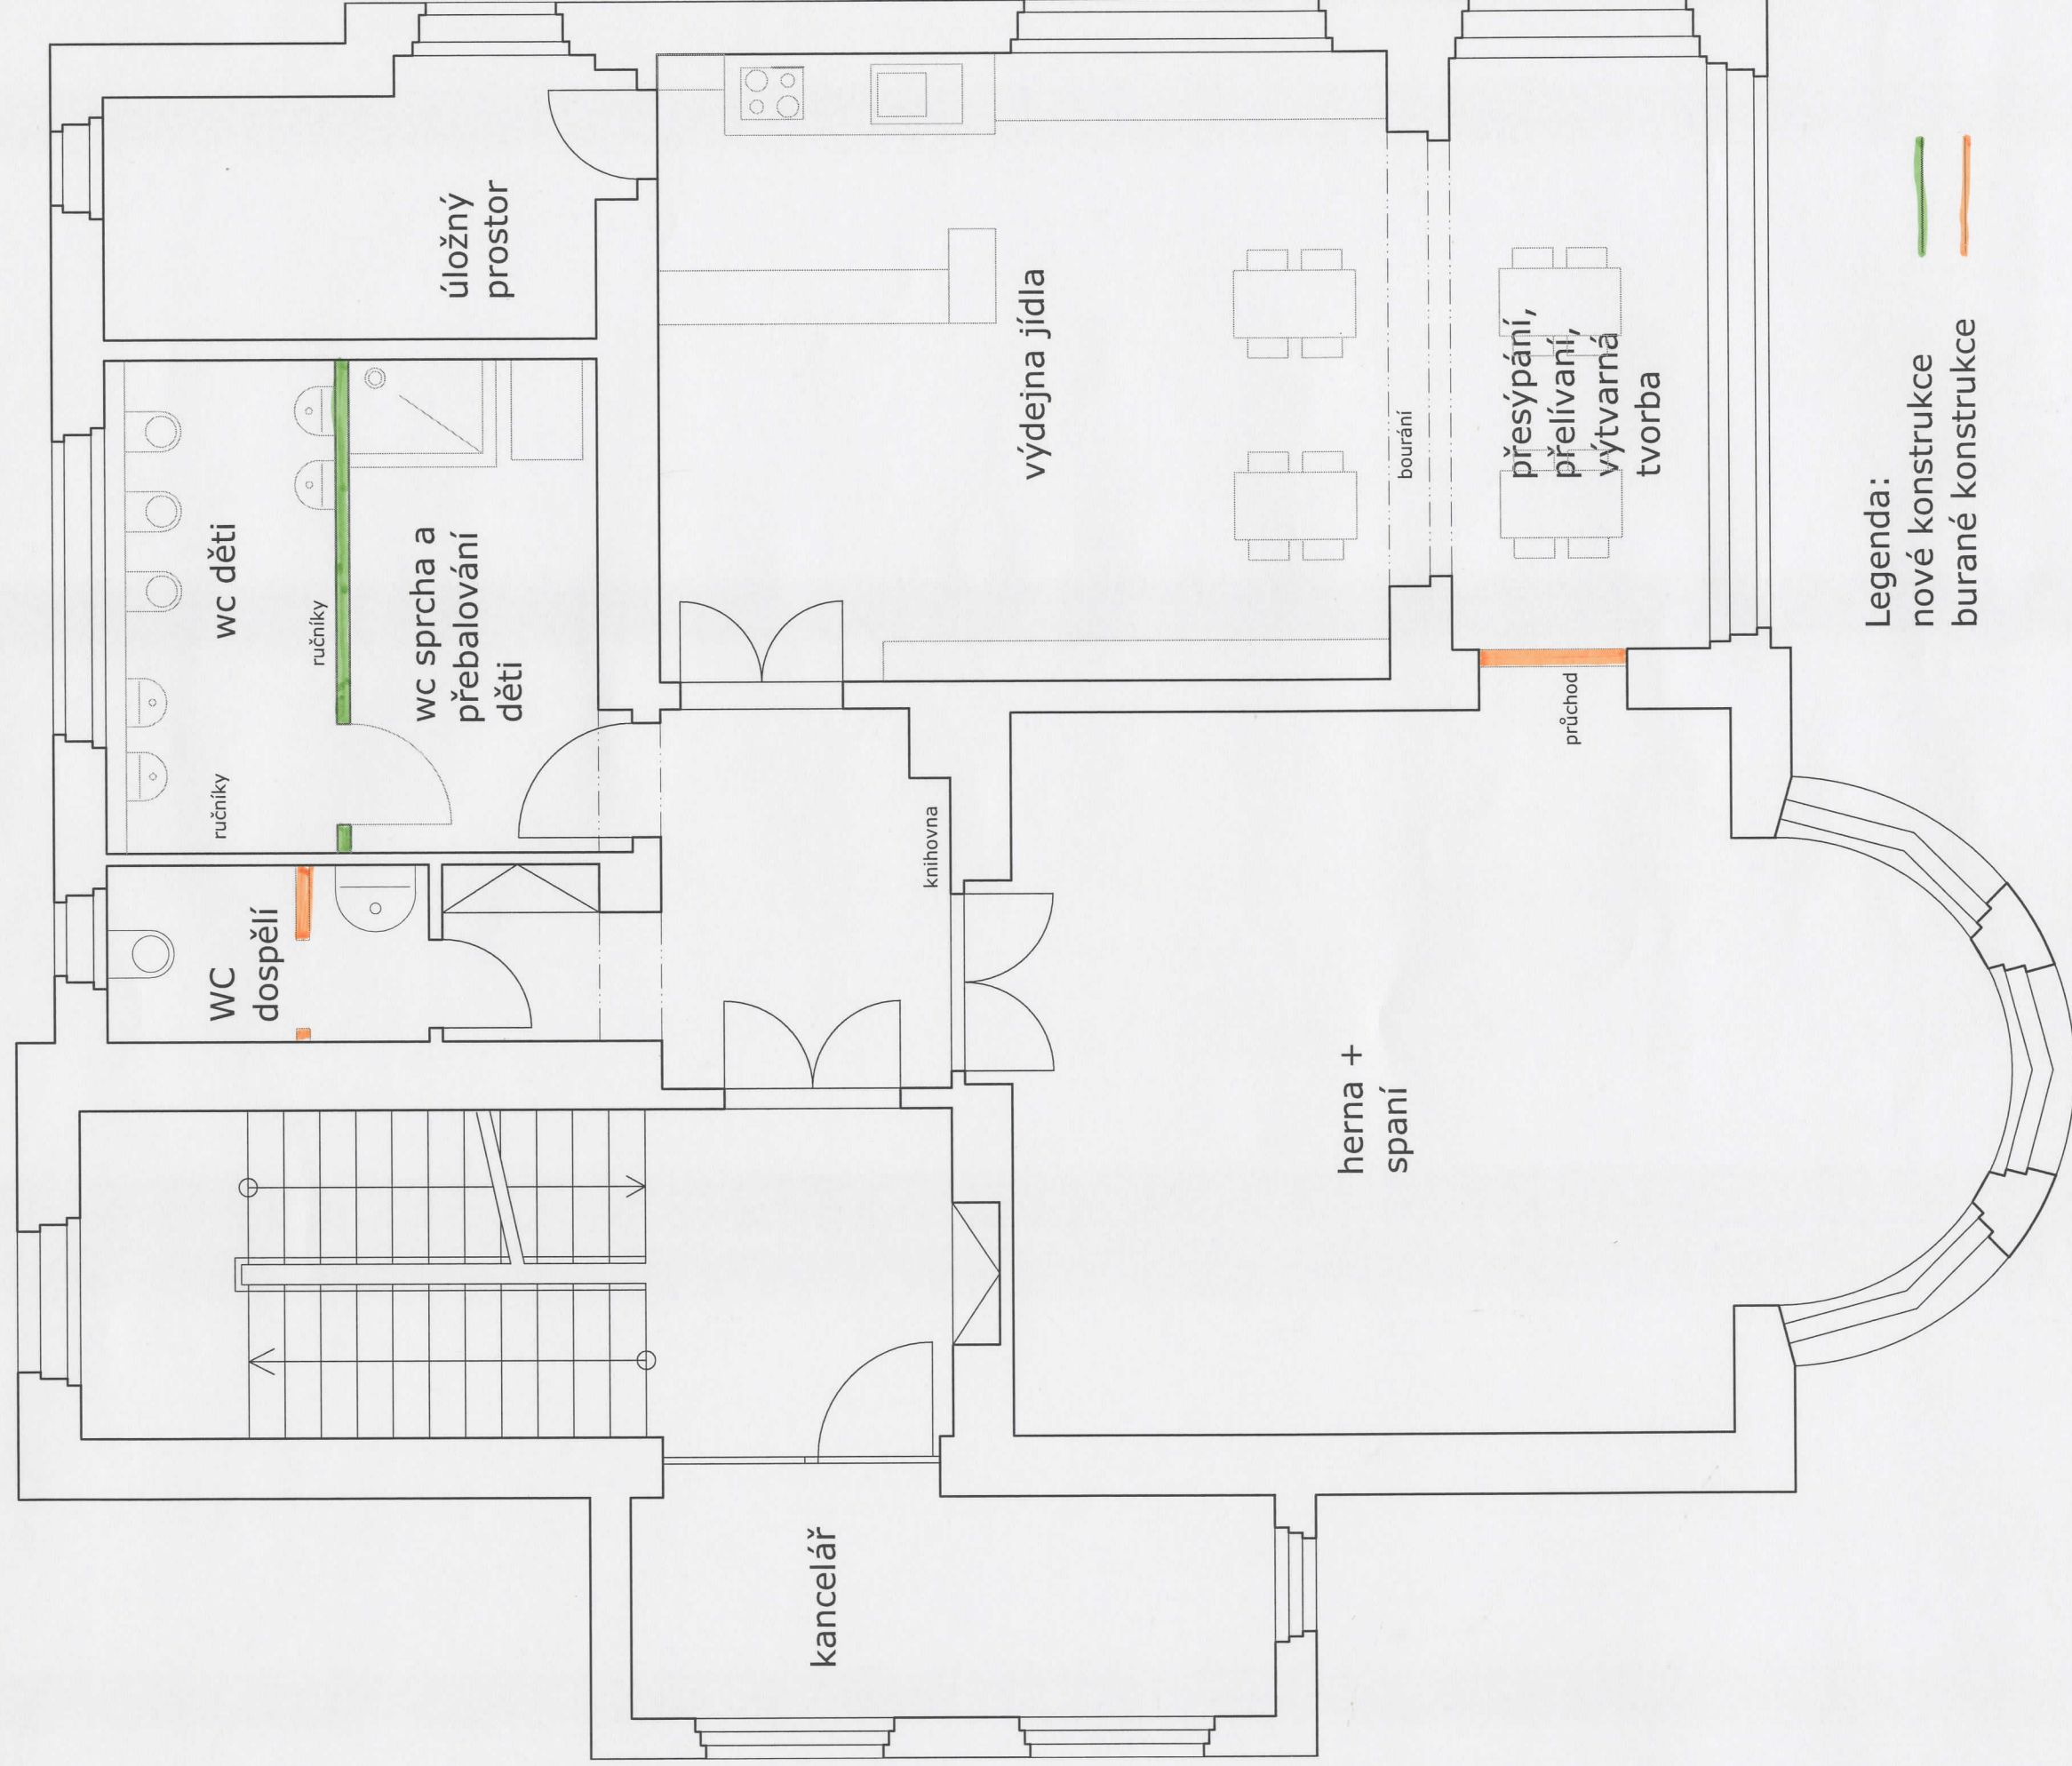 úložný
prostor
wc děti
ručníky
ručníky
wc sprcha a
přebalování
děti
WC
dospělí
výdejna jídla
bourání
přesýpání,
přelívaní,
výtvarná
tvorba
průchod
knihovna
herna +
spaní
kancelář
Legenda:
nové konstrukce
burané konstrukce